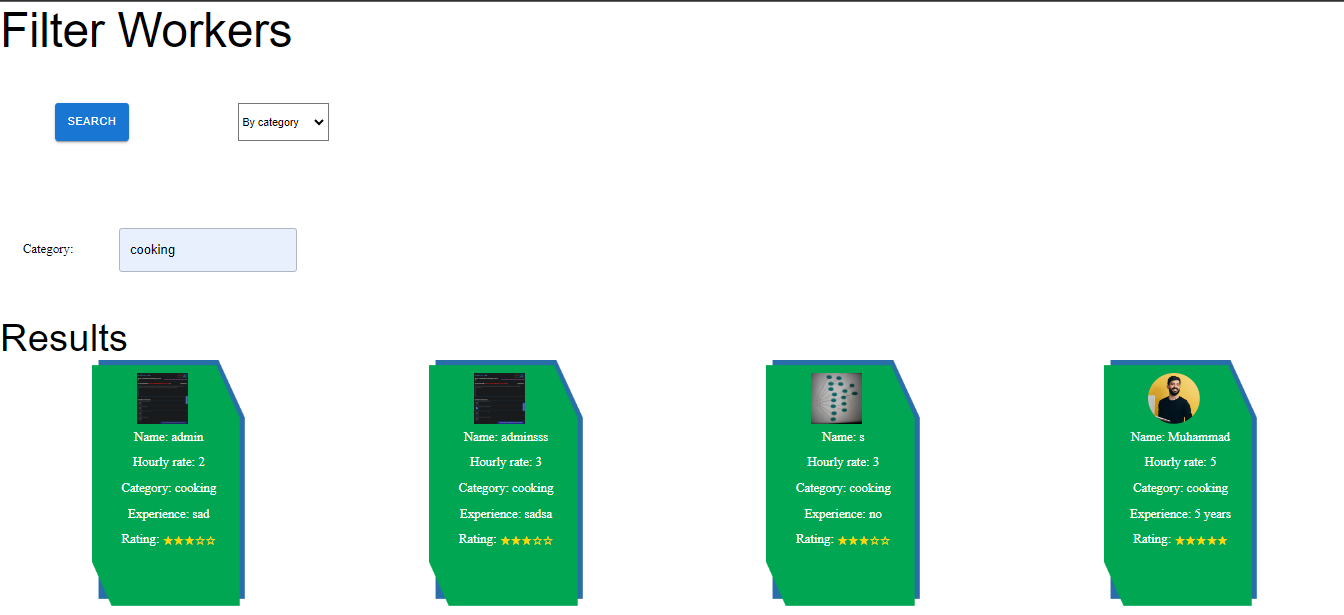 Filter Workers
SEARCH
By category
Category:
cooking
Results
Name: admin
Hourly rate: 2
Category: cooking
Experience: sad
Rating: ★★★☆☆
Name: adminsss
Hourly rate: 3
Category: cooking
Experience: sadsa
Rating: ★★★☆☆
Name: s
Hourly rate: 3
Category: cooking
Experience: no
Rating: ★★★☆☆
Name: Muhammad
Hourly rate: 5
Category: cooking
Experience: 5 years
Rating: ★★★★★